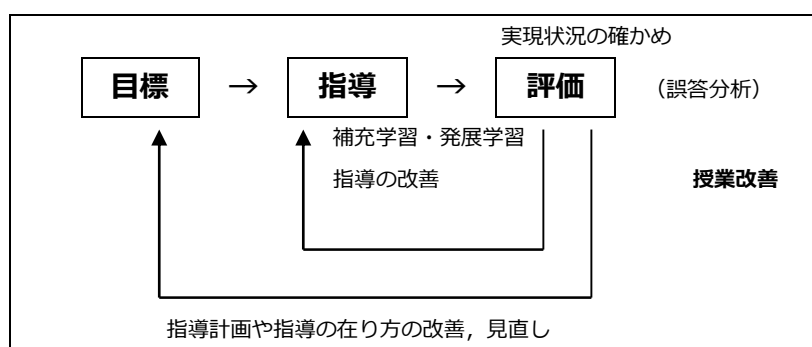 実現状況の確かめ
目標 → 指導 → 評価 （誤答分析）
補充学習・発展学習
指導の改善 授業改善
指導計画や指導の在り方の改善，見直し